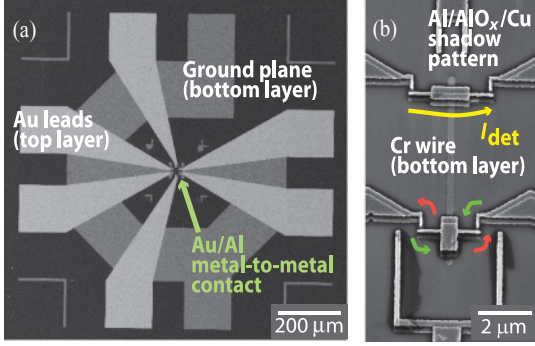 (a)
Ground plane
(bottom layer)
Au leads
(top layer)
Au/Al
metal-to-metal
contact
200 μm
(b)
Al/AlOₓ/Cu
shadow
pattern
I_det
Cr wire
(bottom layer)
2 μm